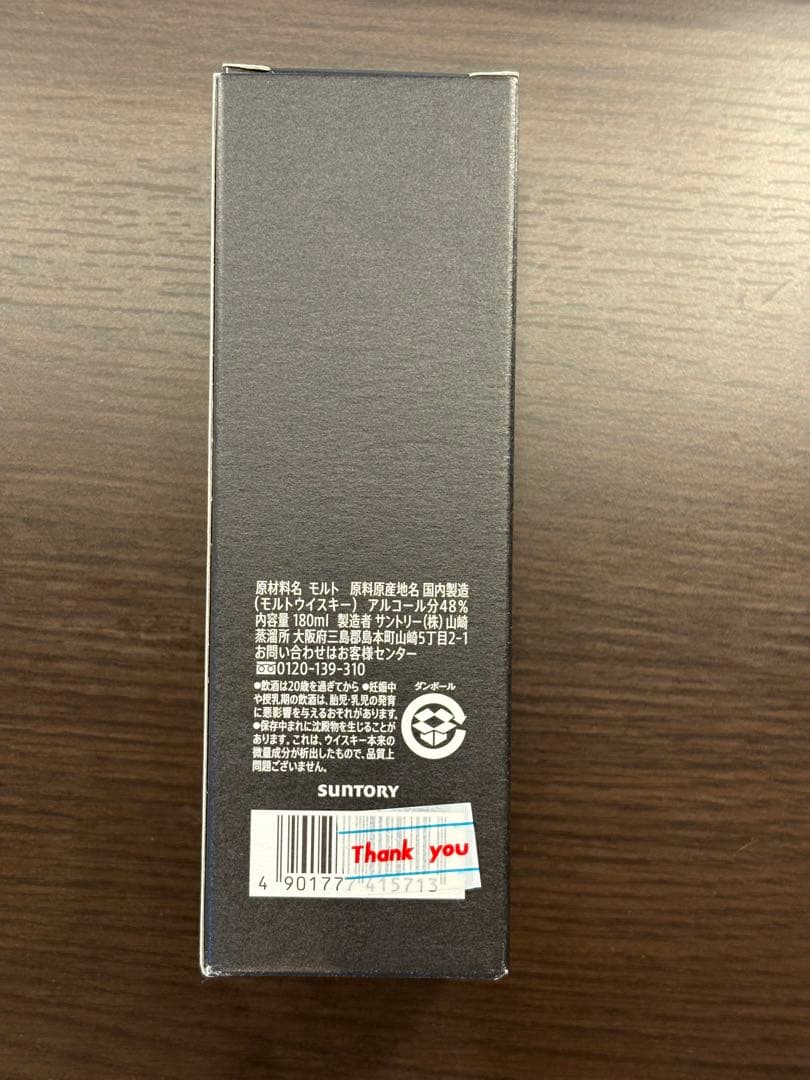 原材料名 モルト 原料原産地名 国内製造
(モルトウイスキー) アルコール分48%
内容量 180ml 製造者 サントリー(株)山崎
蒸溜所 大阪府三島郡島本町山崎5丁目2-1
お問い合わせはお客様センター
0120-139-310
●飲酒は20歳を過ぎてから ●妊娠中
や授乳期の飲酒は、胎児・乳児の発育
に悪影響を与えるおそれがあります。
●保存中まれに沈殿物を生じることが
あります。これは、ウイスキー本来の
微量成分が析出したもので、品質上
問題ございません。
ダンボール
SUNTORY
Thank you
4 901777 415713